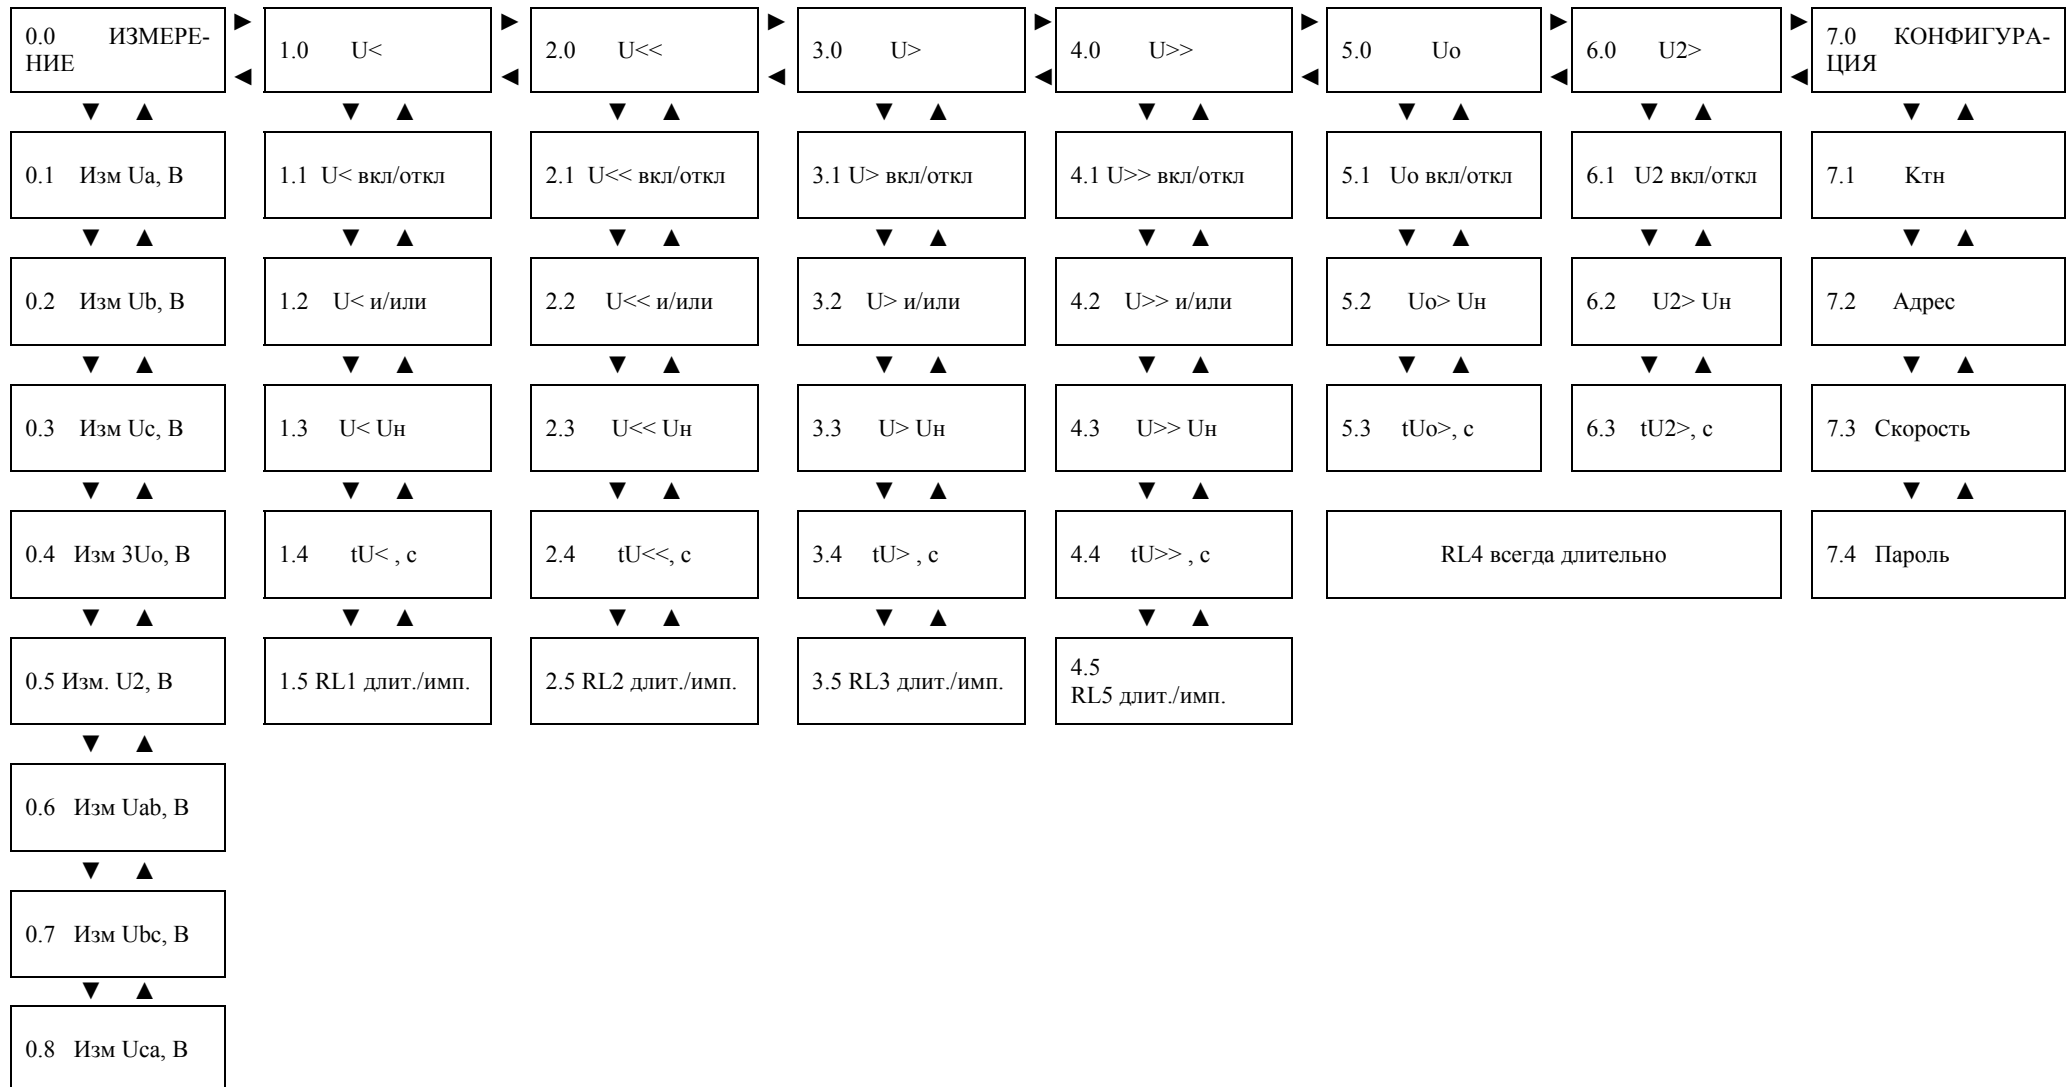 0.0 ИЗМЕРЕ-
НИЕ
1.0 U<
2.0 U<<
3.0 U>
4.0 U>>
5.0 Uo
6.0 U2>
7.0 КОНФИГУРА-
ЦИЯ
0.1 Изм Ua, В
1.1 U< вкл/откл
2.1 U<< вкл/откл
3.1 U> вкл/откл
4.1 U>> вкл/откл
5.1 Uo вкл/откл
6.1 U2 вкл/откл
7.1 Ктн
0.2 Изм Ub, В
1.2 U< и/или
2.2 U<< и/или
3.2 U> и/или
4.2 U>> и/или
5.2 Uo> Uн
6.2 U2> Uн
7.2 Адрес
0.3 Изм Uc, В
1.3 U< Uн
2.3 U<< Uн
3.3 U> Uн
4.3 U>> Uн
5.3 tUo>, с
6.3 tU2>, с
7.3 Скорость
0.4 Изм 3Uo, В
1.4 tU< , с
2.4 tU<<, с
3.4 tU> , с
4.4 tU>> , с
RL4 всегда длительно
7.4 Пароль
0.5 Изм. U2, В
1.5 RL1 длит./имп.
2.5 RL2 длит./имп.
3.5 RL3 длит./имп.
4.5
RL5 длит./имп.
0.6 Изм Uab, В
0.7 Изм Ubc, В
0.8 Изм Uca, В